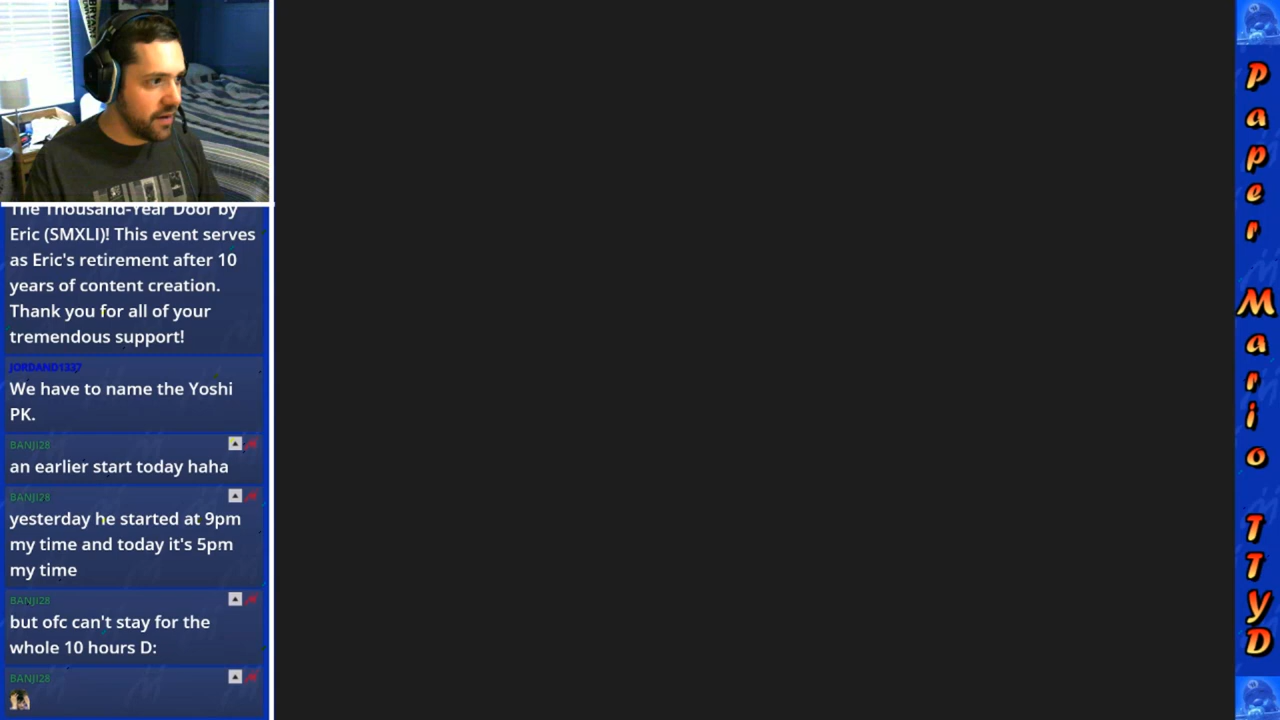 The Thousand-Year Door by
Eric (SMXLI)! This event serves
as Eric's retirement after 10
years of content creation.
Thank you for all of your
tremendous support!
JORDAND1337
We have to name the Yoshi
PK.
BANJI28
an earlier start today haha
BANJI28
yesterday he started at 9pm
my time and today it's 5pm
my time
BANJI28
but ofc can't stay for the
whole 10 hours D:
BANJI28
Paper Mario TTYD